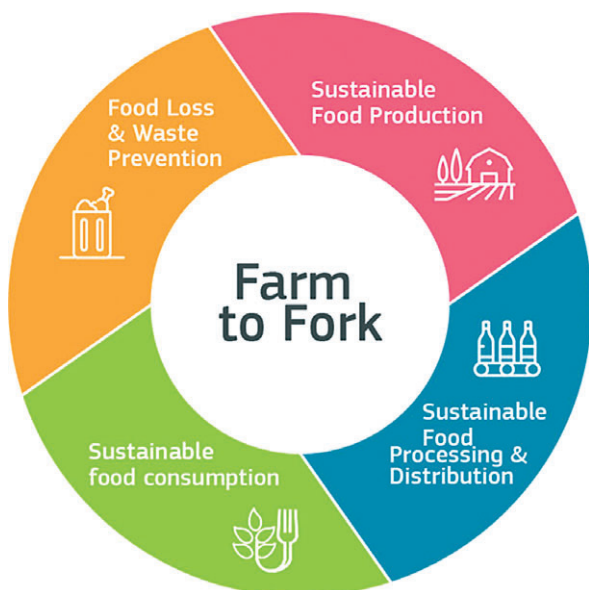 Food Loss
& Waste
Prevention
Sustainable
Food Production
Farm
to Fork
Sustainable
Food
Processing &
Distribution
Sustainable
food consumption